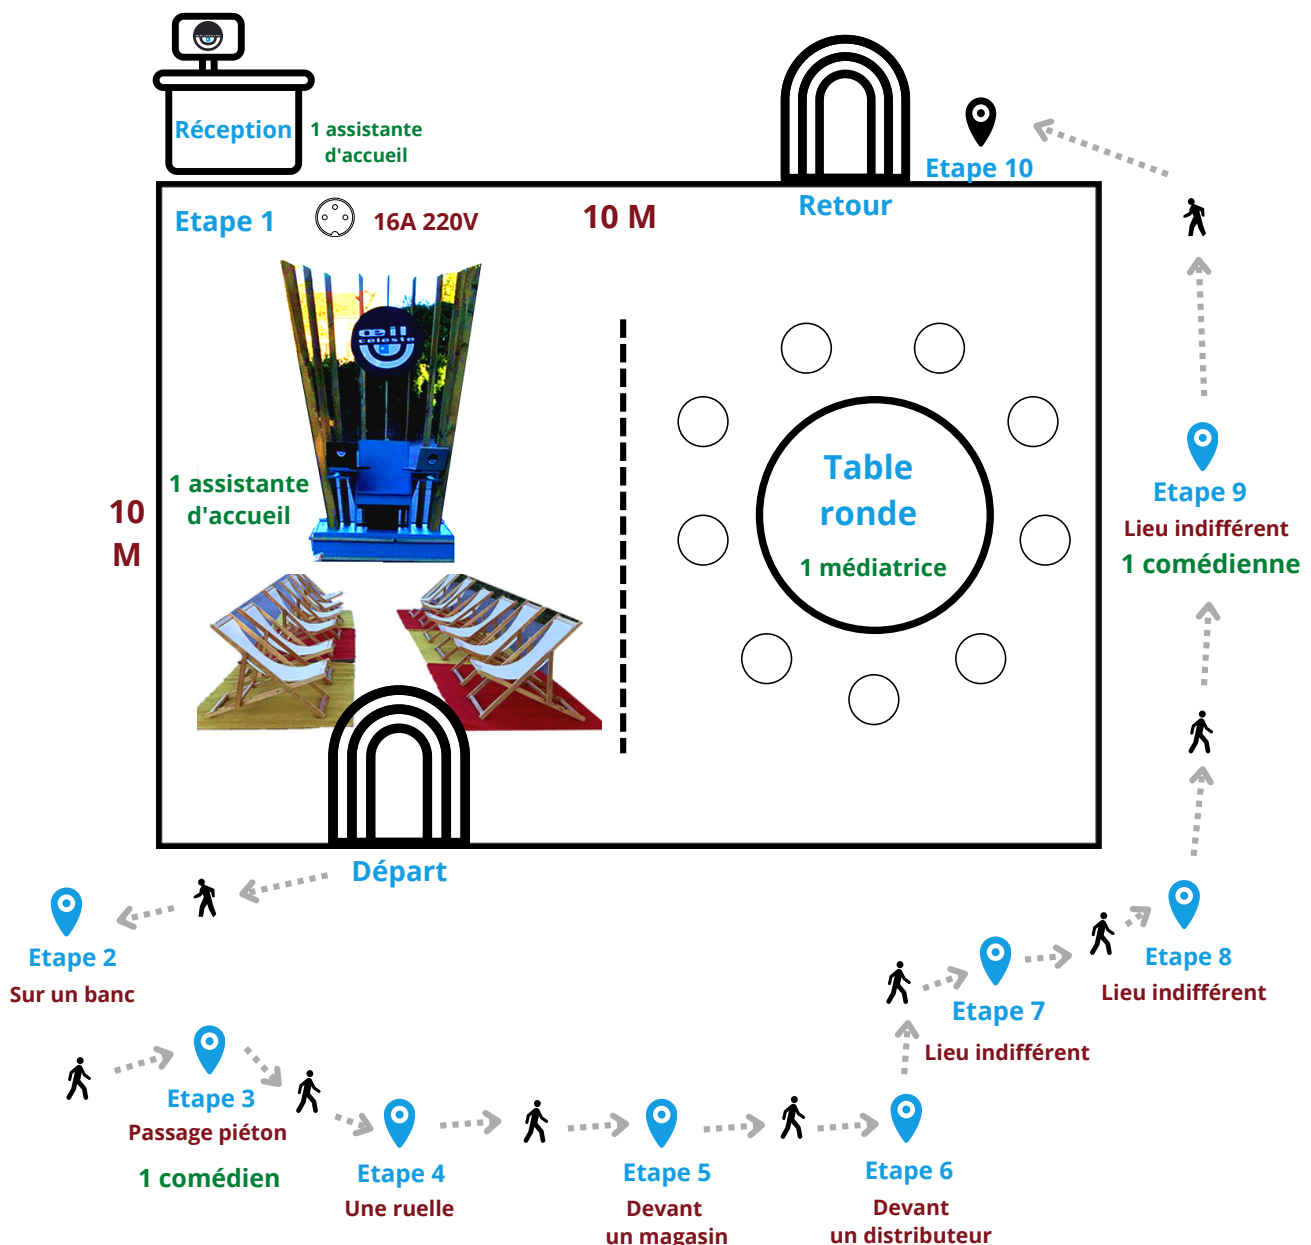 Réception
1 assistante
d'accueil
Etape 10
Etape 1
16A 220V
10 M
Retour
œil
celeste
1 assistante
d'accueil
10
M
Table
ronde
1 médiatrice
Etape 9
Lieu indifférent
1 comédienne
Départ
Etape 2
Sur un banc
Etape 8
Lieu indifférent
Etape 7
Lieu indifférent
Etape 3
Passage piéton
1 comédien
Etape 4
Une ruelle
Etape 5
Devant
un magasin
Etape 6
Devant
un distributeur